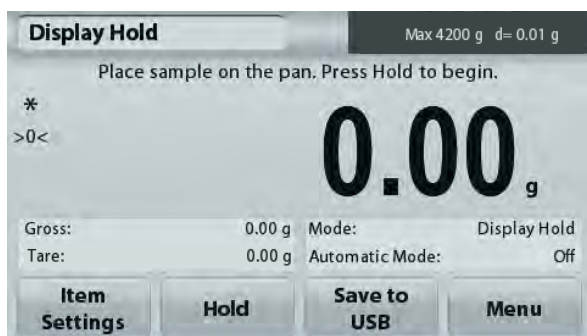 Display Hold
Max 4200 g d= 0.01 g
Place sample on the pan. Press Hold to begin.
*
>0<
0.00 g
Gross: 0.00 g Mode: Display Hold
Tare: 0.00 g Automatic Mode: Off
Item Settings
Hold
Save to USB
Menu